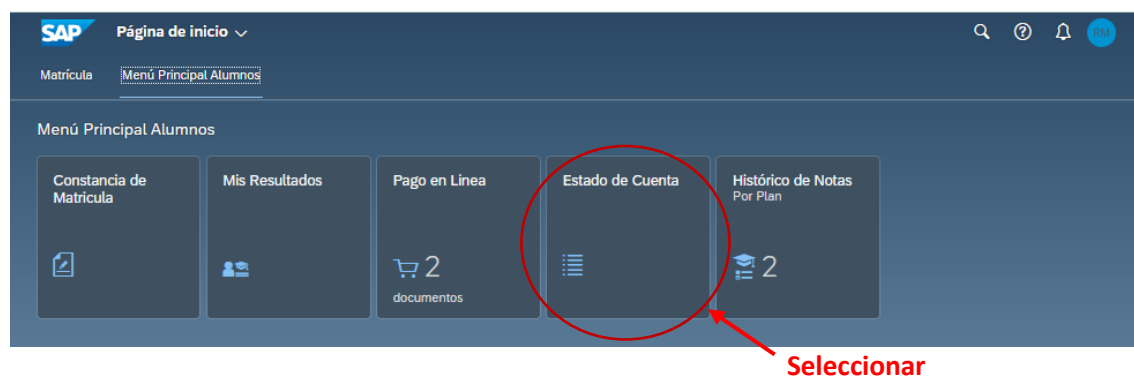 SAP Página de inicio
RM
Matrícula Menú Principal Alumnos
Menú Principal Alumnos
Constancia de
Matricula
Mis Resultados
Pago en Linea
2
documentos
Estado de Cuenta
Histórico de Notas
Por Plan
2
Seleccionar